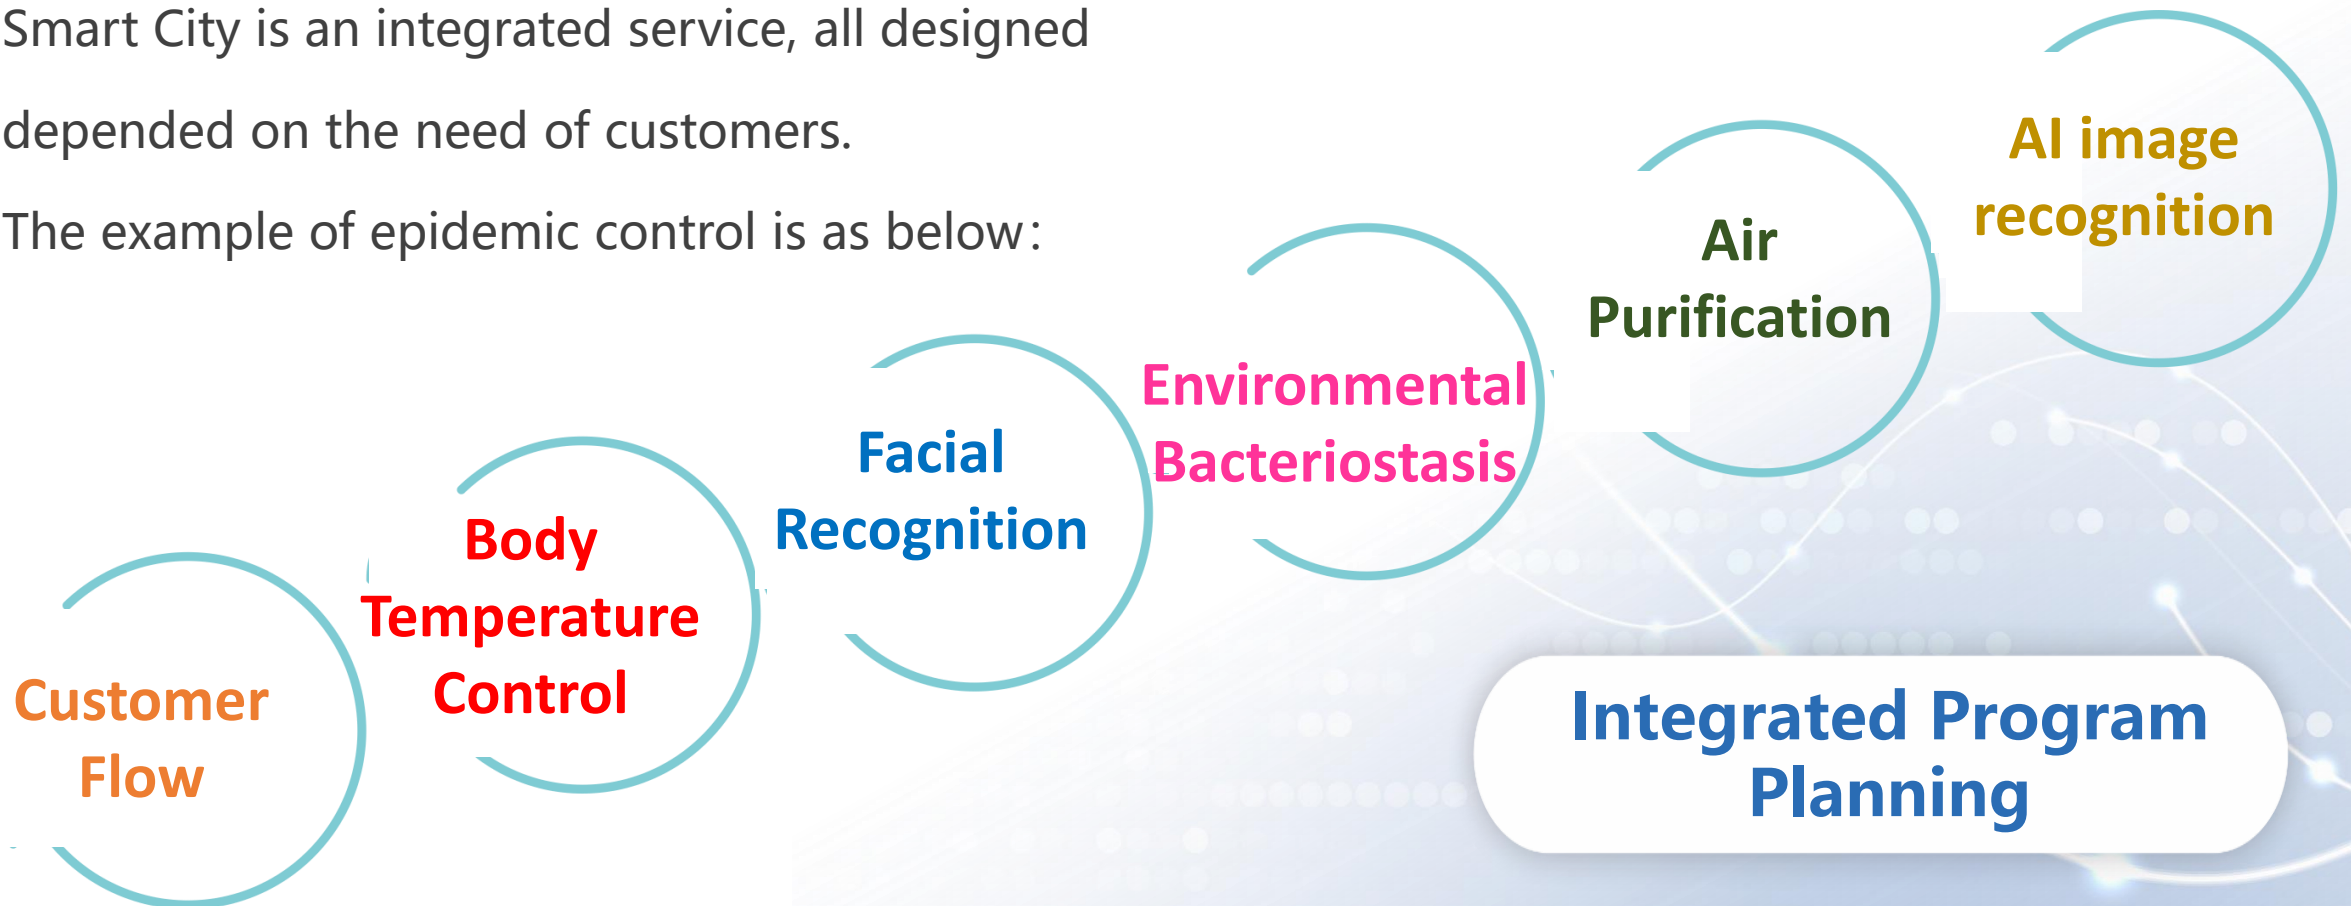 Smart City is an integrated service, all designed
depended on the need of customers.
The example of epidemic control is as below：
Customer
Flow
Body
Temperature
Control
Facial
Recognition
Environmental
Bacteriostasis
Air
Purification
AI image
recognition
Integrated Program
Planning